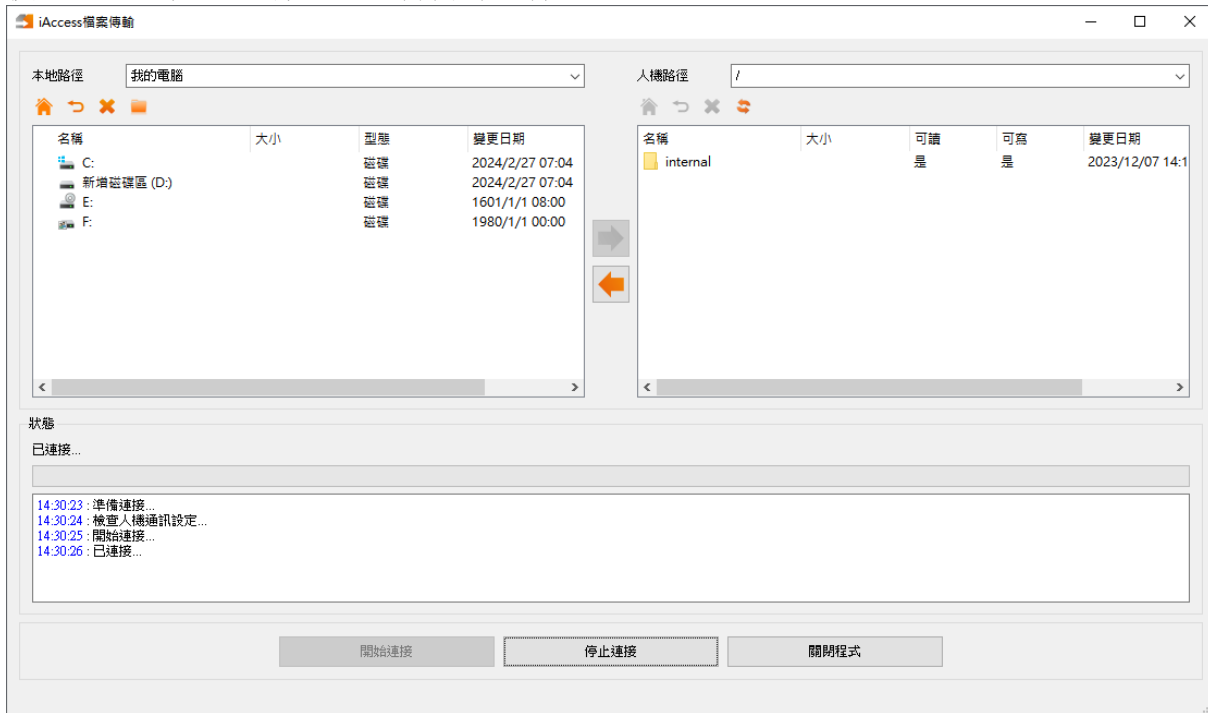 iAccess檔案傳輸
本地路徑 我的電腦
人機路徑 /
名稱 大小 型態 變更日期
C: 磁碟 2024/2/27 07:04
新增磁碟區 (D:) 磁碟 2024/2/27 07:04
E: 磁碟 1601/1/1 08:00
F: 磁碟 1980/1/1 00:00
名稱 大小 可讀 可寫 變更日期
internal 是 是 2023/12/07 14:1
狀態
已連接...
14:30:23 : 準備連接...
14:30:24 : 檢查人機通訊設定...
14:30:25 : 開始連接...
14:30:26 : 已連接...
開始連接 停止連接 關閉程式